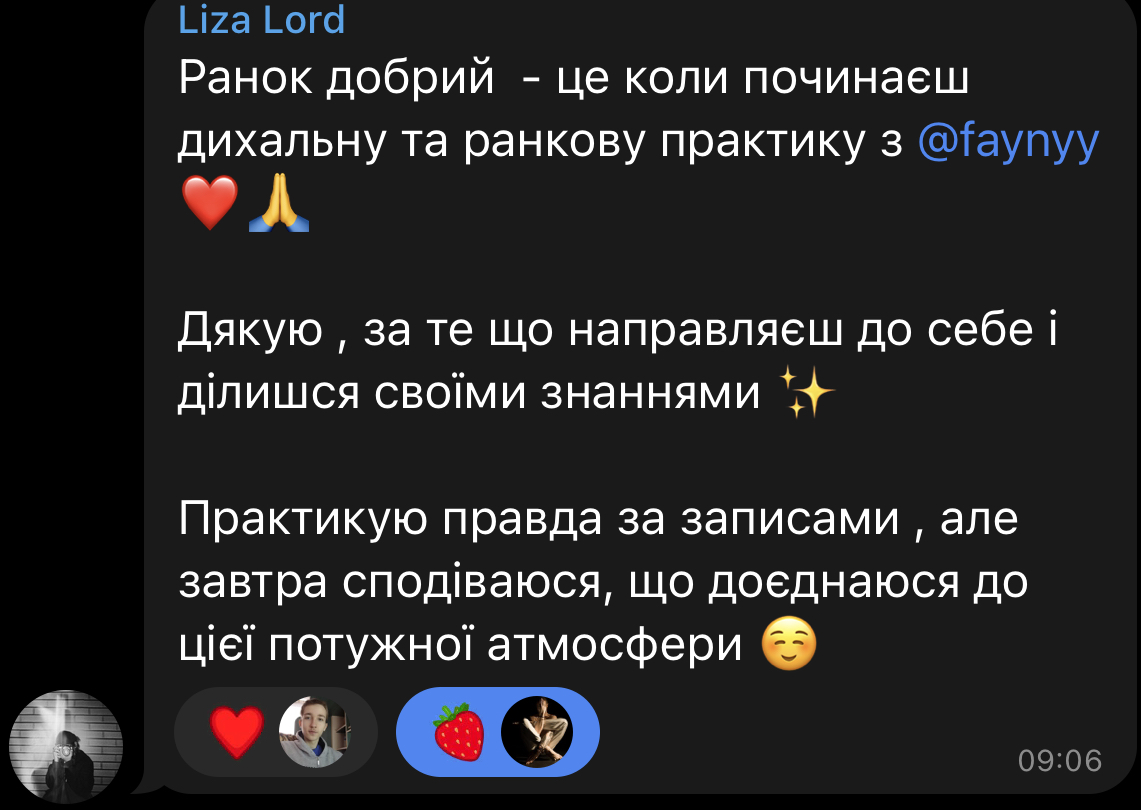 Liza Lord
Ранок добрий  - це коли починаєш
дихальну та ранкову практику з @faynyy
❤️🙏
Дякую , за те що направляєш до себе і
ділишся своїми знаннями ✨
Практикую правда за записами , але
завтра сподіваюся, що доєднаюся до
цієї потужної атмосфери ☺️
09:06